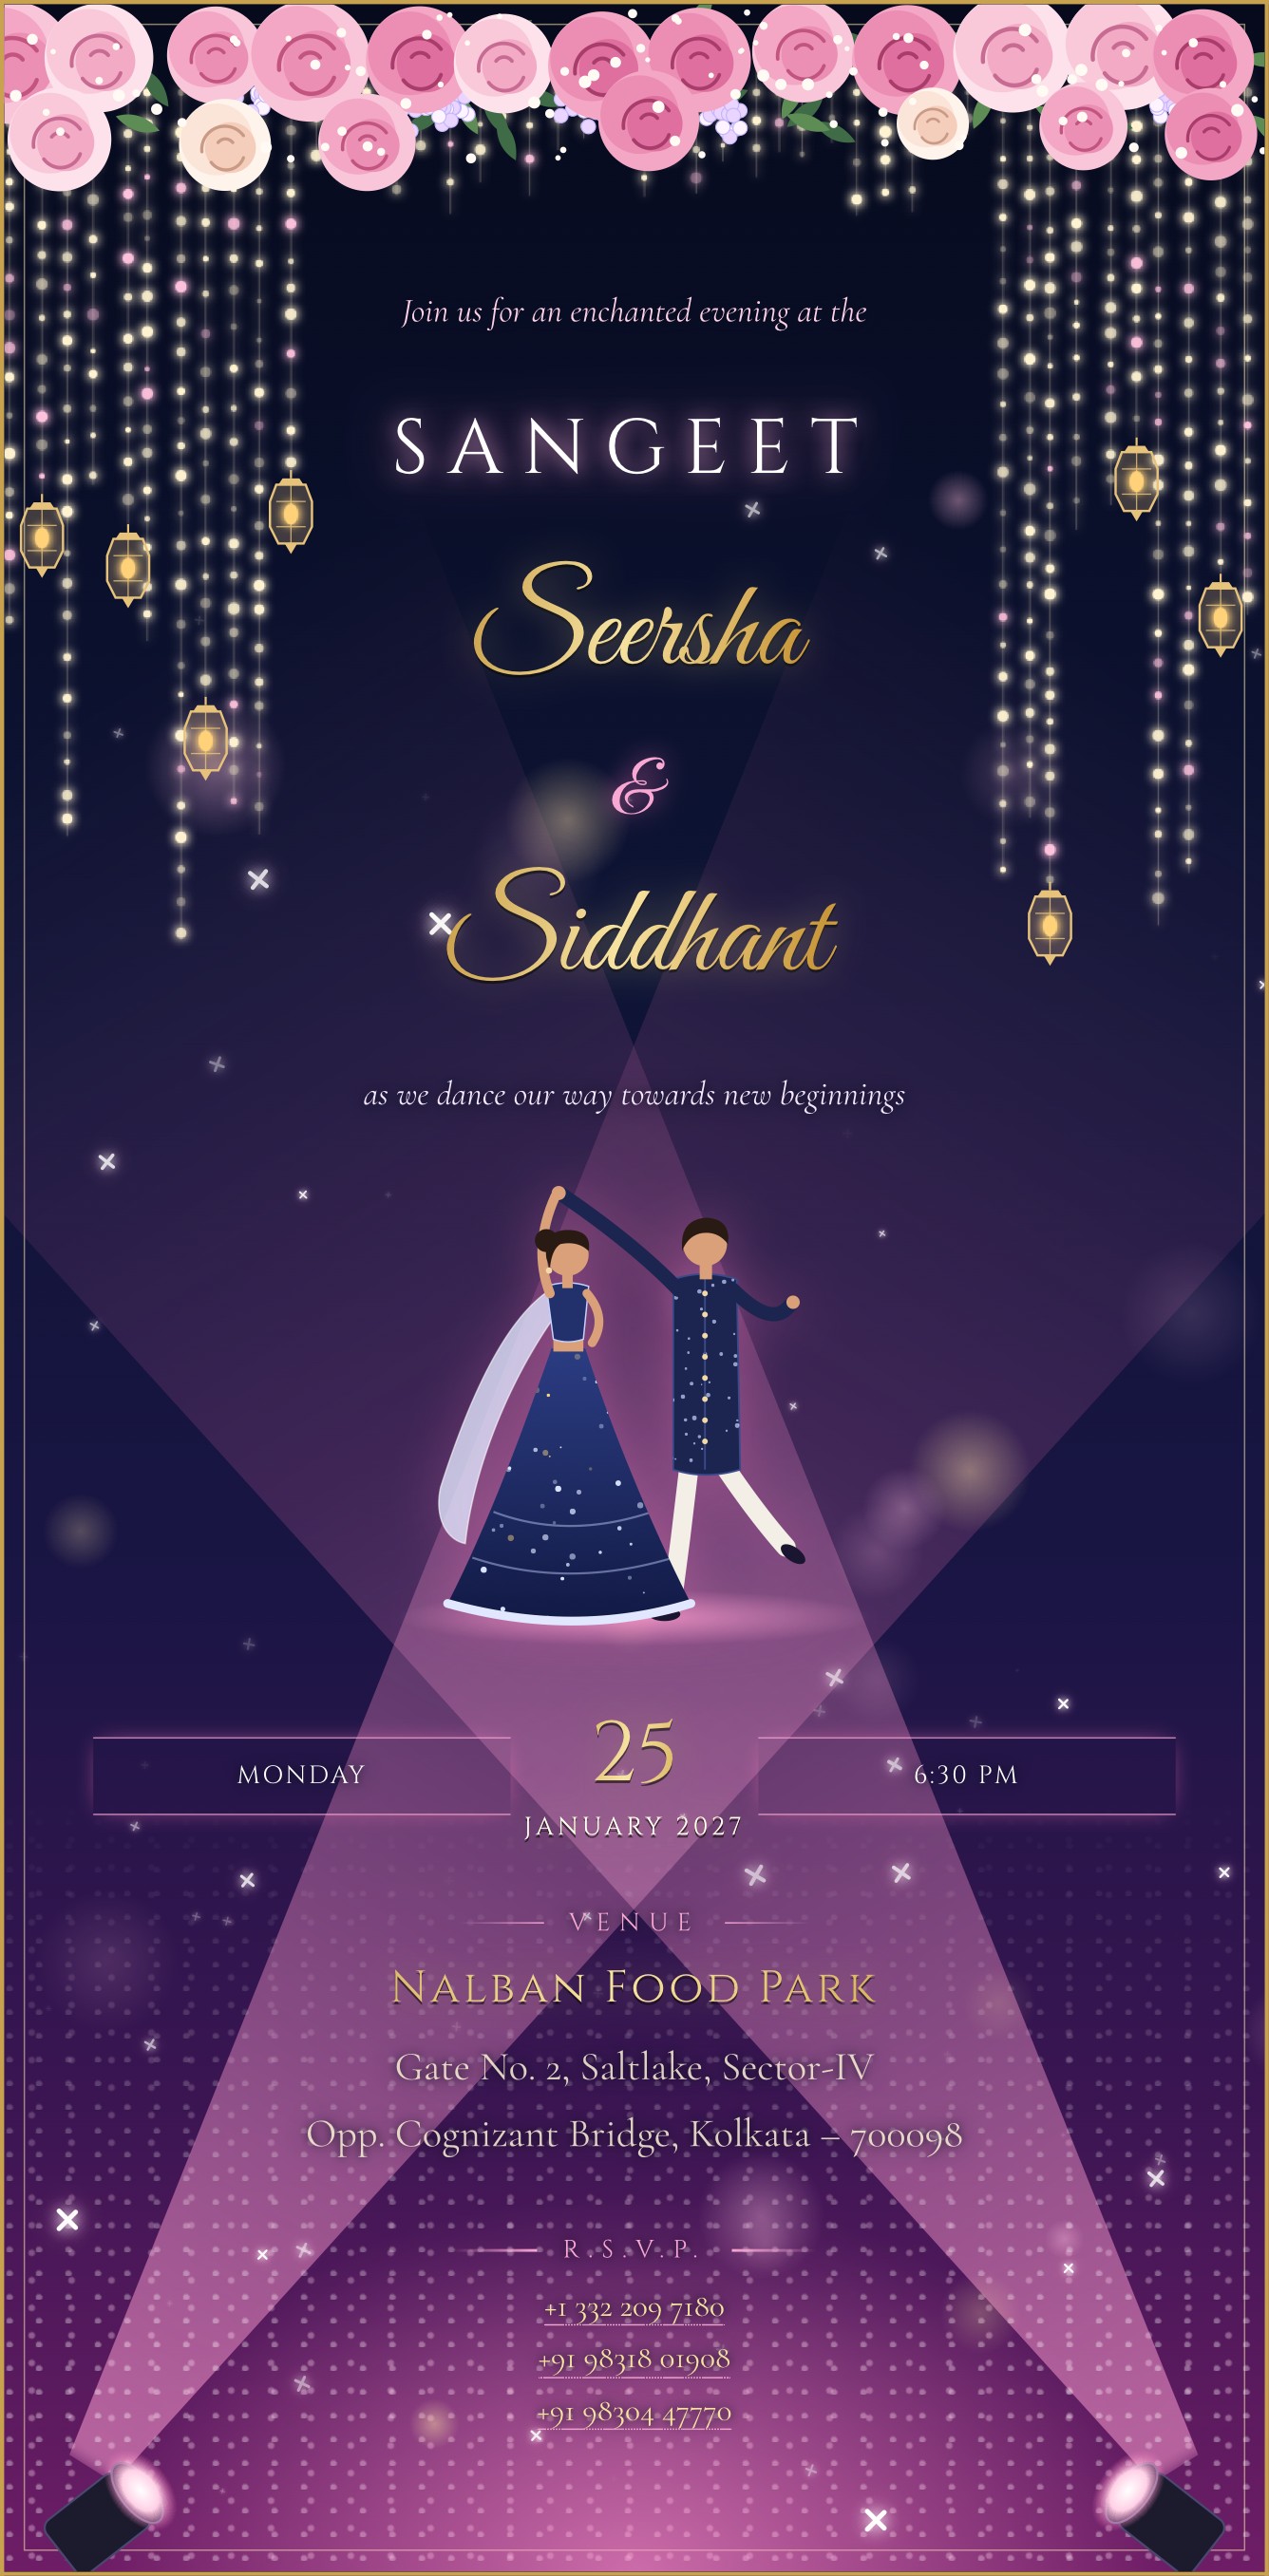 Join us for an enchanted evening at the
SANGEET
Seersha
&
Siddhant
as we dance our way towards new beginnings
MONDAY
25
JANUARY 2027
6:30 PM
VENUE
Nalban Food Park
Gate No. 2, Saltlake, Sector-IV
Opp. Cognizant Bridge, Kolkata – 700098
R.S.V.P.
+1 332 209 7180
+91 98318 01908
+91 98304 47770